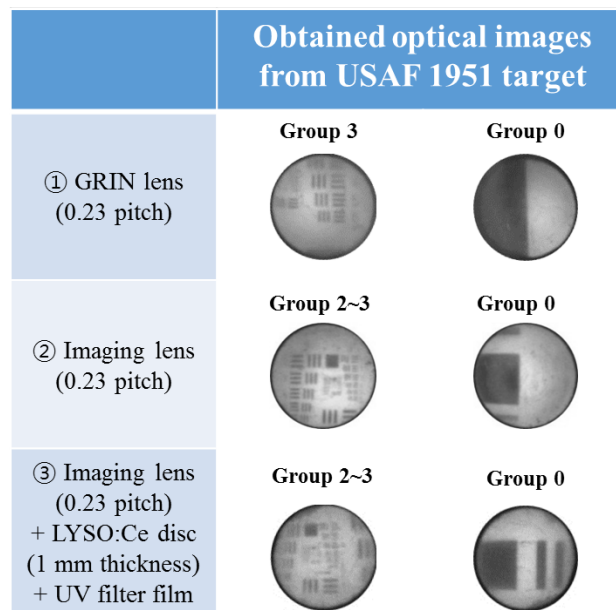 Obtained optical images
from USAF 1951 target
Group 3
Group 0
① GRIN lens
(0.23 pitch)
Group 2~3
Group 0
② Imaging lens
(0.23 pitch)
Group 2~3
Group 0
③ Imaging lens
(0.23 pitch)
+ LYSO:Ce disc
(1 mm thickness)
+ UV filter film